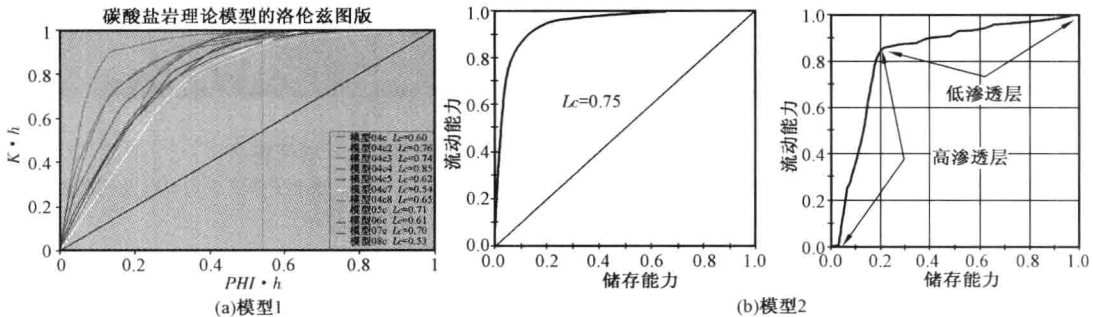 碳酸盐岩理论模型的洛伦兹图版
K·h
1
0.8
0.6
0.4
0.2
0
模型04c Lc=0.60
模型04c2 Lc=0.76
模型04c3 Lc=0.74
模型04c4 Lc=0.85
模型04c5 Lc=0.62
模型04c7 Lc=0.54
模型04c8 Lc=0.65
模型05c Lc=0.71
模型06c Lc=0.61
模型07c Lc=0.70
模型08c Lc=0.53
0 0.2 0.4 0.6 0.8 1
PHI·h
(a)模型1
流动能力
1.0
0.8
0.6
0.4
0.2
0.0
Lc=0.75
0.0 0.2 0.4 0.6 0.8 1.0
储存能力
流动能力
1.0
0.8
0.6
0.4
0.2
0.0
低渗透层
高渗透层
0.0 0.2 0.4 0.6 0.8 1.0
储存能力
(b)模型2